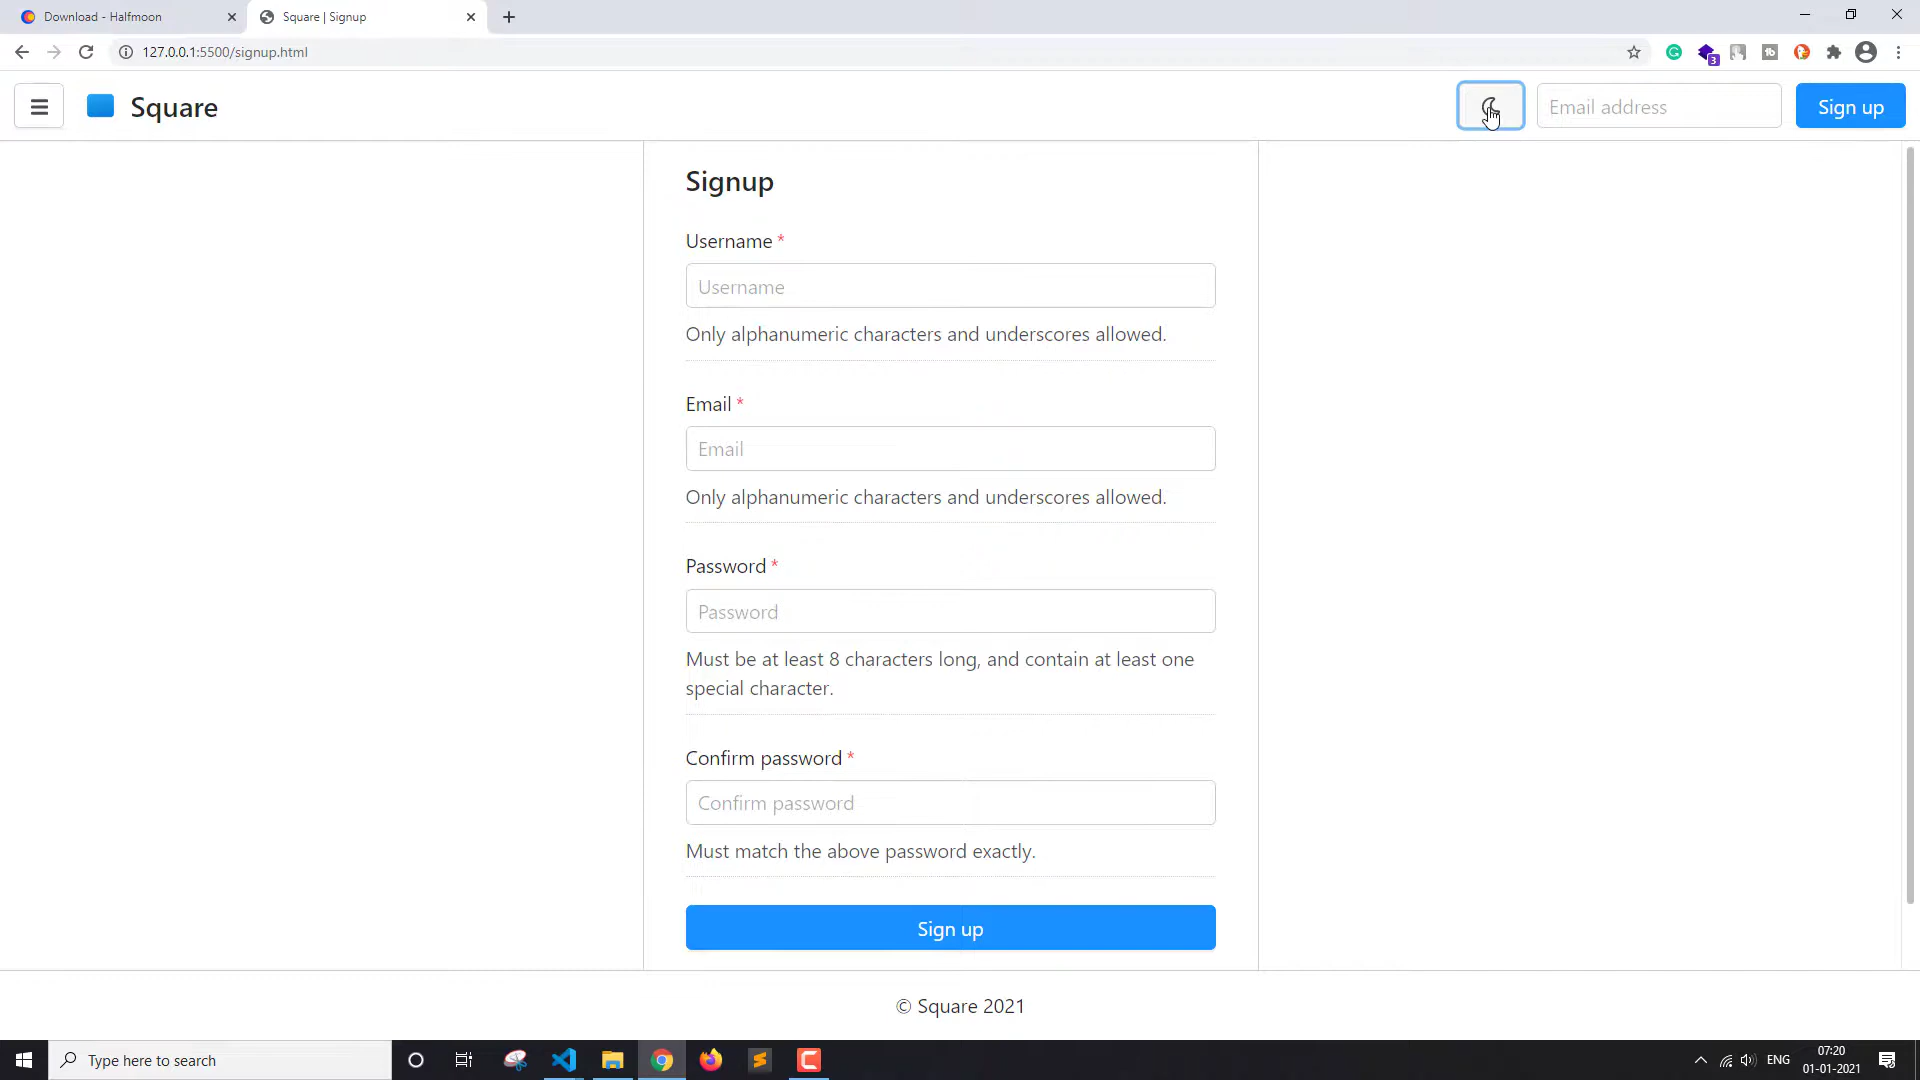 Download - Halfmoon
Square | Signup
127.0.0.1:5500/signup.html
3
Square
Email address
Sign up
Signup
Username *
Username
Only alphanumeric characters and underscores allowed.
Email *
Email
Only alphanumeric characters and underscores allowed.
Password *
Password
Must be at least 8 characters long, and contain at least one
special character.
Confirm password *
Confirm password
Must match the above password exactly.
Sign up
© Square 2021
Type here to search
ENG
07:20
01-01-2021